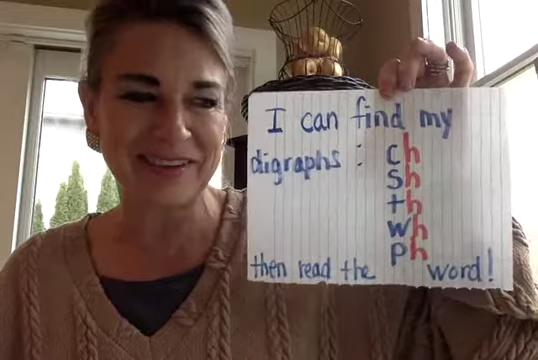 I can find my
digraphs : ch
sh
th
wh
ph
then read the word!